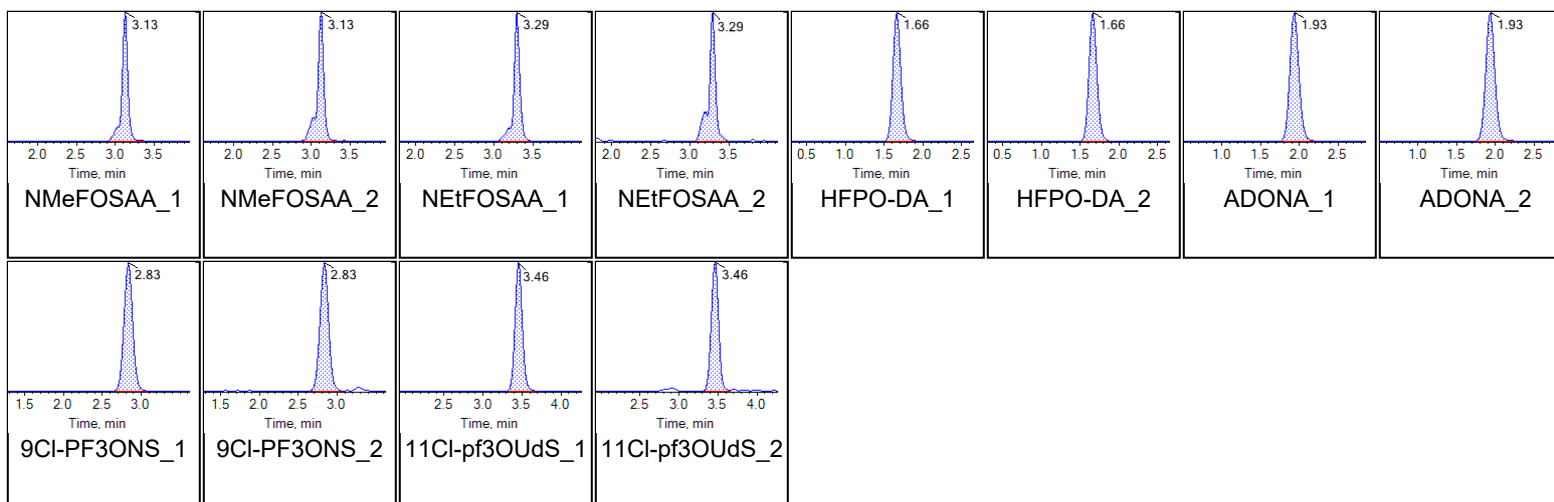 3.13 3.13 3.29 3.29 1.66 1.66 1.93 1.93
2.0 2.5 3.0 3.5 2.0 2.5 3.0 3.5 2.0 2.5 3.0 3.5 2.0 2.5 3.0 3.5 0.5 1.0 1.5 2.0 2.5 0.5 1.0 1.5 2.0 2.5 1.0 1.5 2.0 2.5 1.0 1.5 2.0 2.5
Time, min Time, min Time, min Time, min Time, min Time, min Time, min Time, min
NMeFOSAA_1 NMeFOSAA_2 NEtFOSAA_1 NEtFOSAA_2 HFPO-DA_1 HFPO-DA_2 ADONA_1 ADONA_2
2.83 2.83 3.46 3.46
1.5 2.0 2.5 3.0 1.5 2.0 2.5 3.0 2.5 3.0 3.5 4.0 2.5 3.0 3.5 4.0
Time, min Time, min Time, min Time, min
9Cl-PF3ONS_1 9Cl-PF3ONS_2 11Cl-pf3OUdS_1 11Cl-pf3OUdS_2